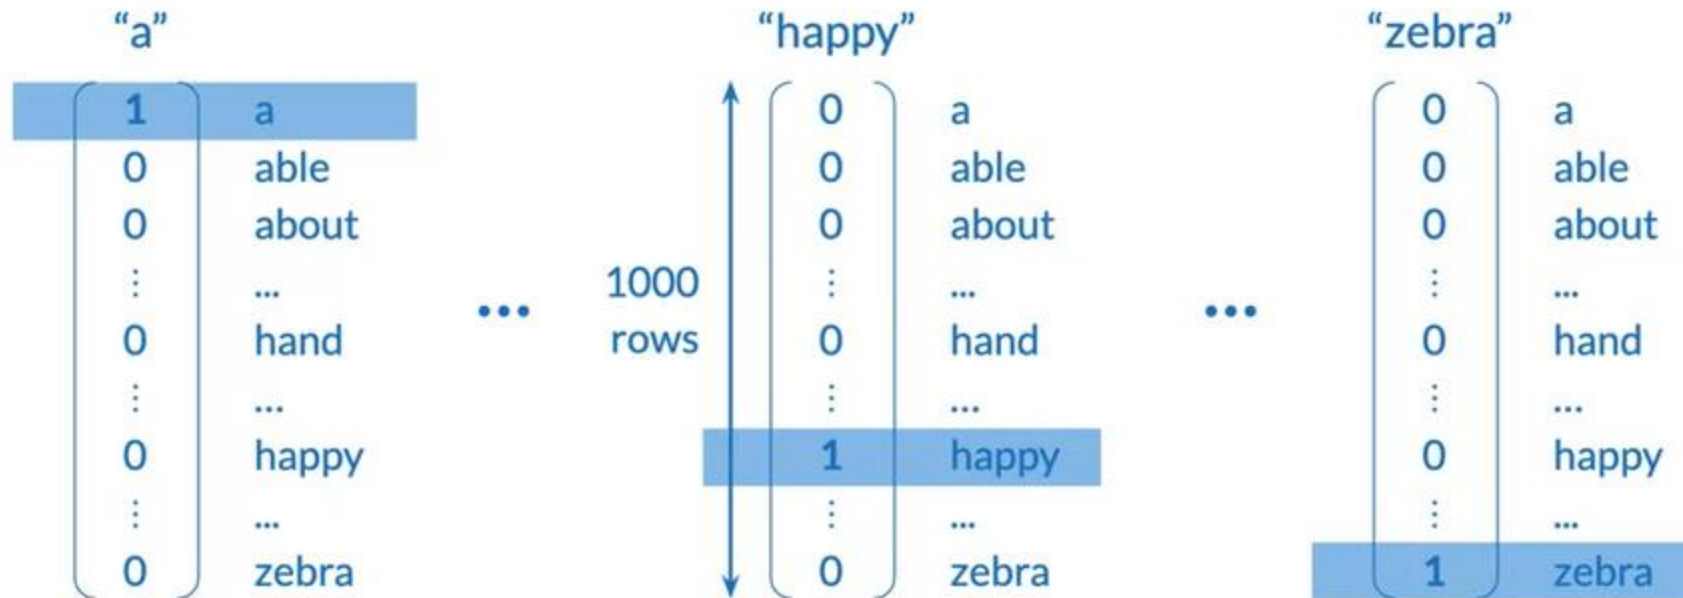 “a” “happy” “zebra”
1 a 0 a 0 a
0 able 0 able 0 able
0 about 0 about 0 about
⋮ ... 1000 ⋮ ... ⋮ ...
••• •••
0 hand rows 0 hand 0 hand
⋮ ... ⋮ ... ⋮ ...
0 happy 1 happy 0 happy
⋮ ... ⋮ ... ⋮ ...
0 zebra 0 zebra 1 zebra